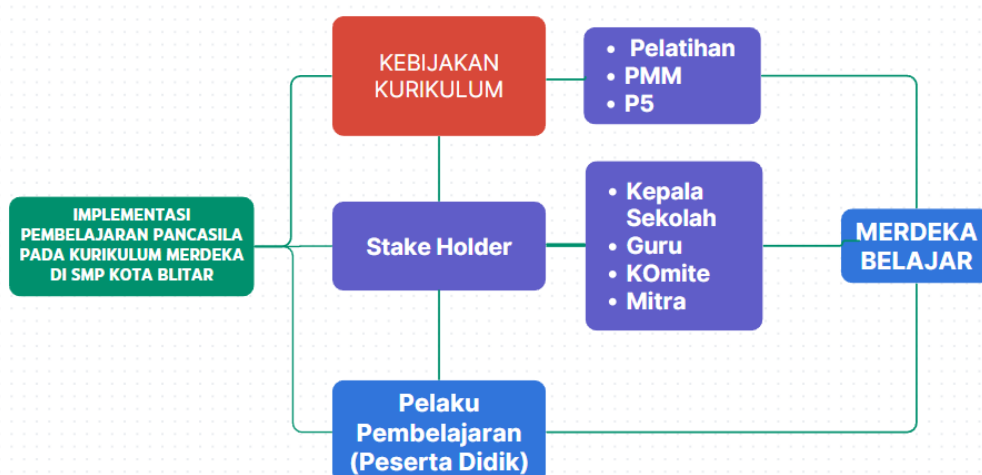 KEBIJAKAN
KURIKULUM
• Pelatihan
• PMM
• P5
IMPLEMENTASI
PEMBELAJARAN PANCASILA
PADA KURIKULUM MERDEKA
DI SMP KOTA BLITAR
Stake Holder
• Kepala
Sekolah
• Guru
• KOmite
• Mitra
MERDEKA
BELAJAR
Pelaku
Pembelajaran
(Peserta Didik)